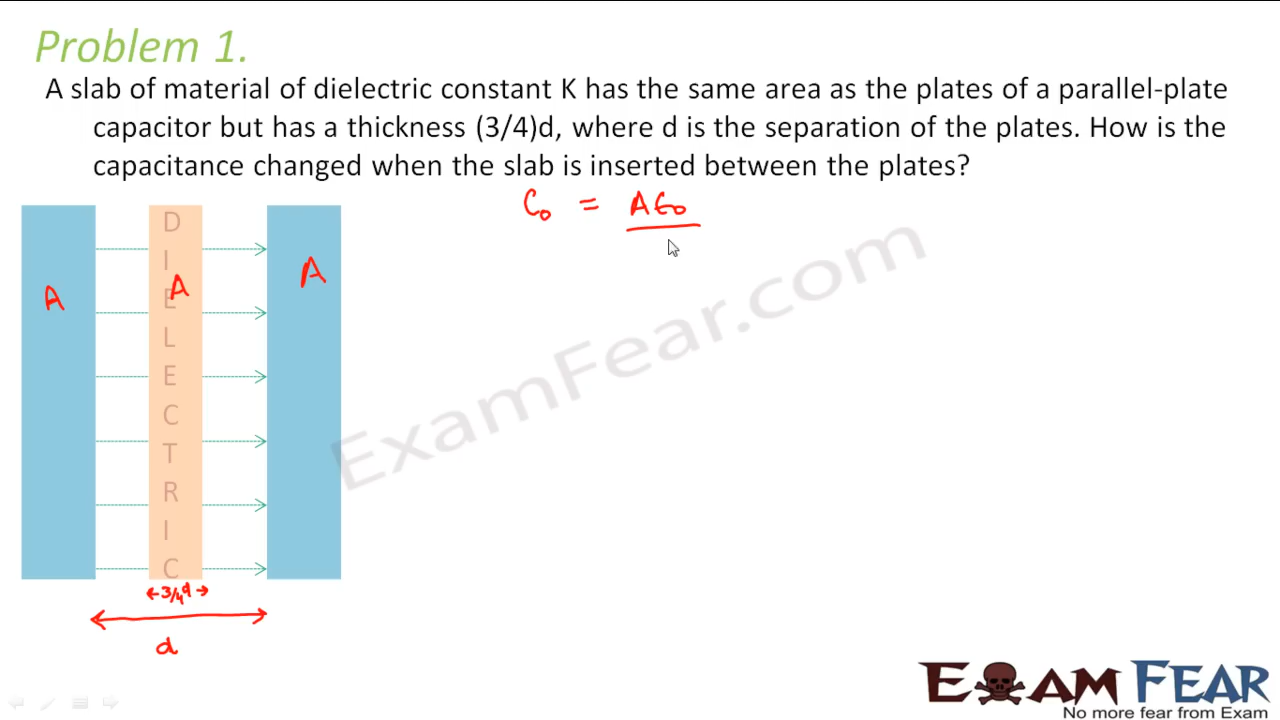 Problem 1.
A slab of material of dielectric constant K has the same area as the plates of a parallel-plate
capacitor but has a thickness (3/4)d, where d is the separation of the plates. How is the
capacitance changed when the slab is inserted between the plates?
C₀ = Aε₀
A
DIELECTRIC
A
A
3/4d
d
ExamFear.com
EXAM FEAR
No more fear from Exam